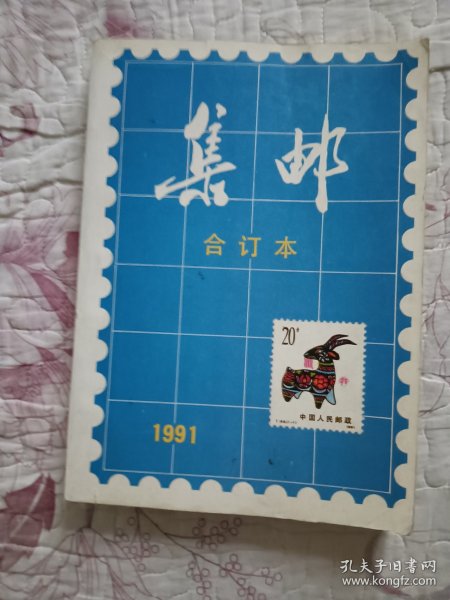 集邮
合订本
20分
中国人民邮政
1991
孔夫子旧书网
www.kongfz.com